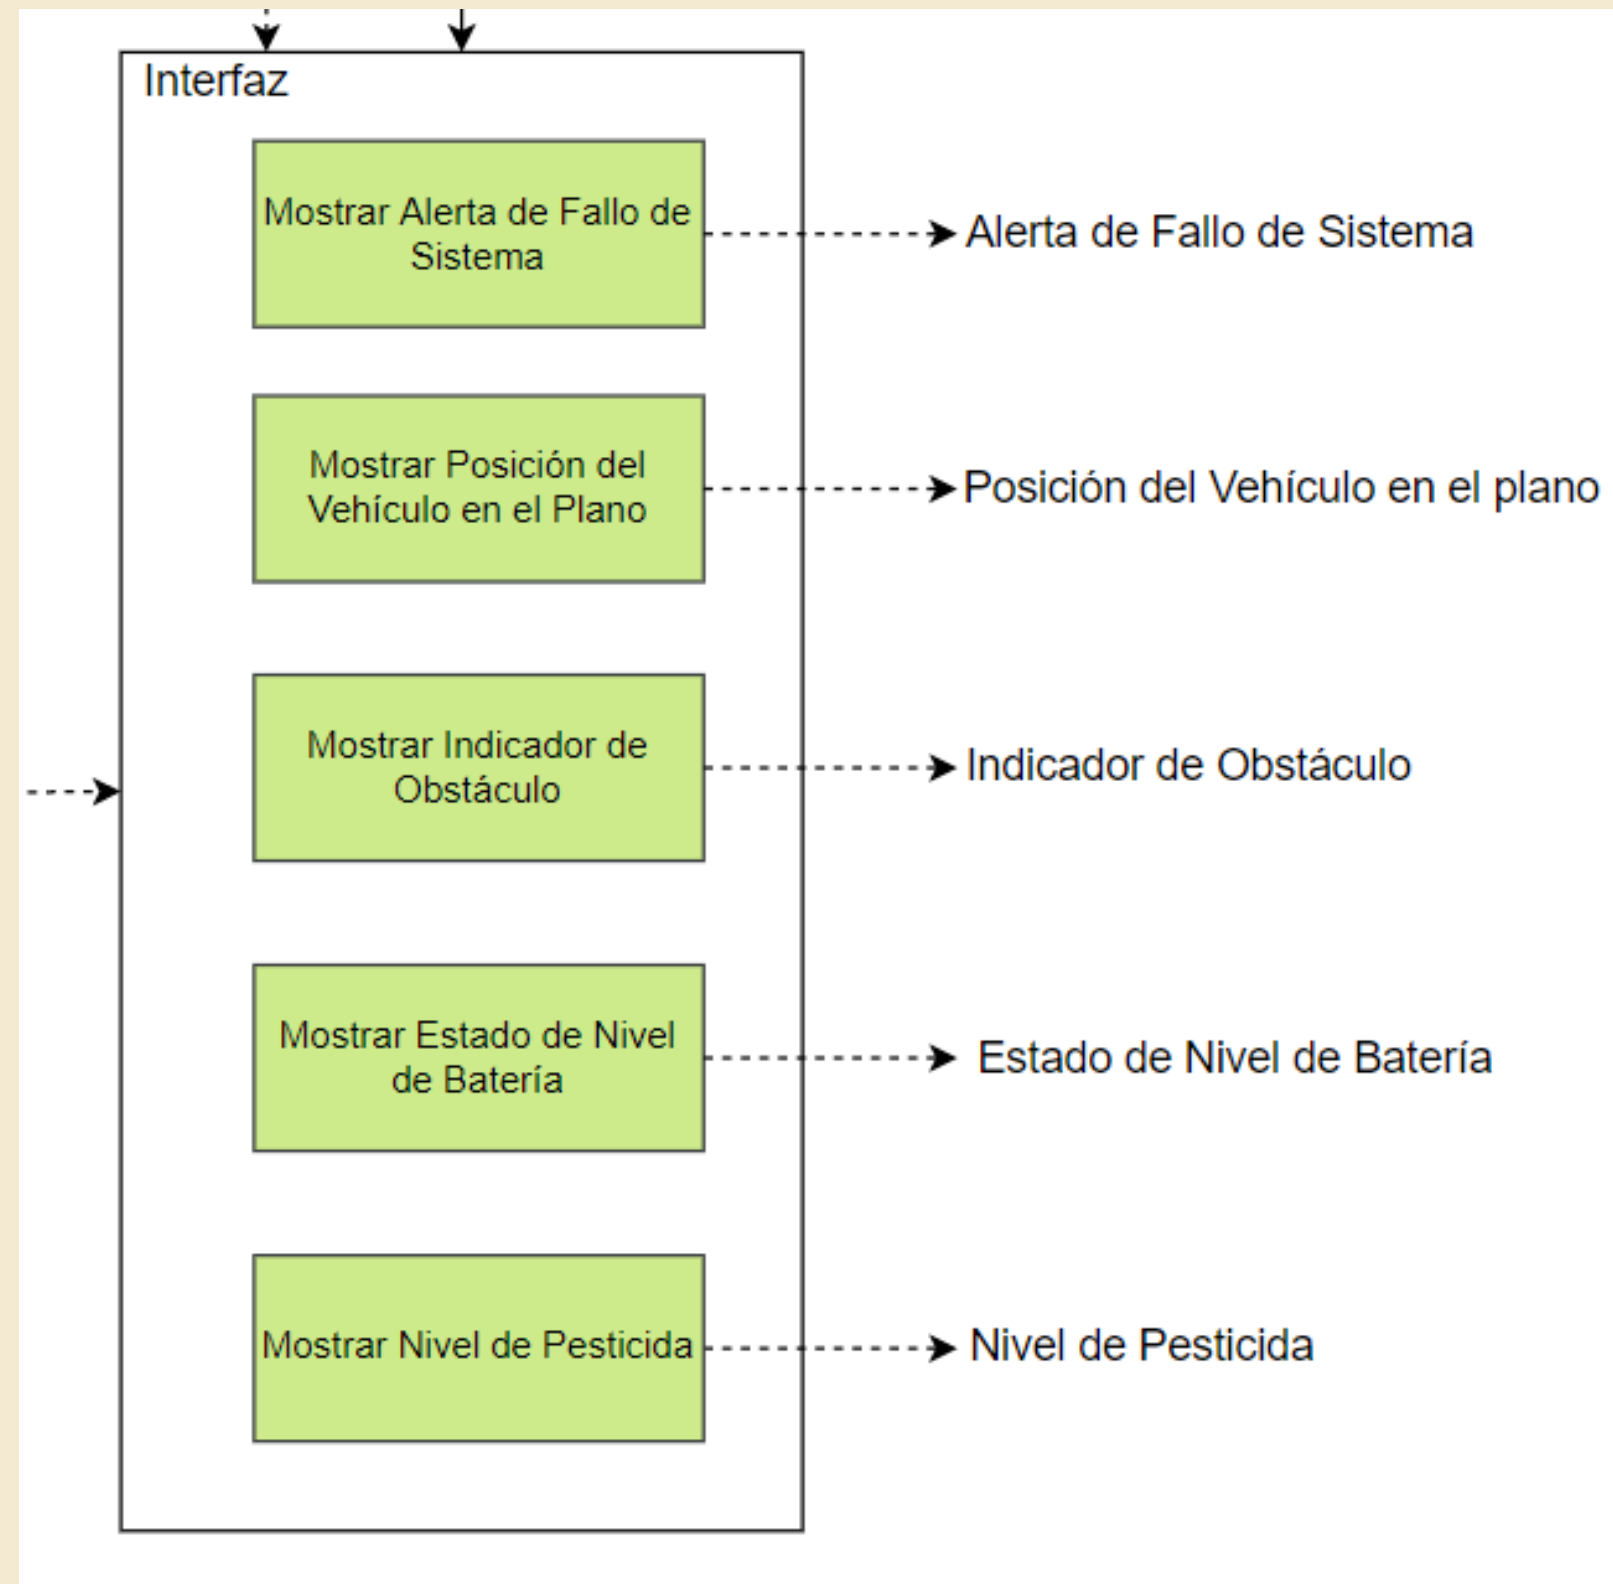 Interfaz
Mostrar Alerta de Fallo de
Sistema
Alerta de Fallo de Sistema
Mostrar Posición del
Vehículo en el Plano
Posición del Vehículo en el plano
Mostrar Indicador de
Obstáculo
Indicador de Obstáculo
Mostrar Estado de Nivel
de Batería
Estado de Nivel de Batería
Mostrar Nivel de Pesticida
Nivel de Pesticida